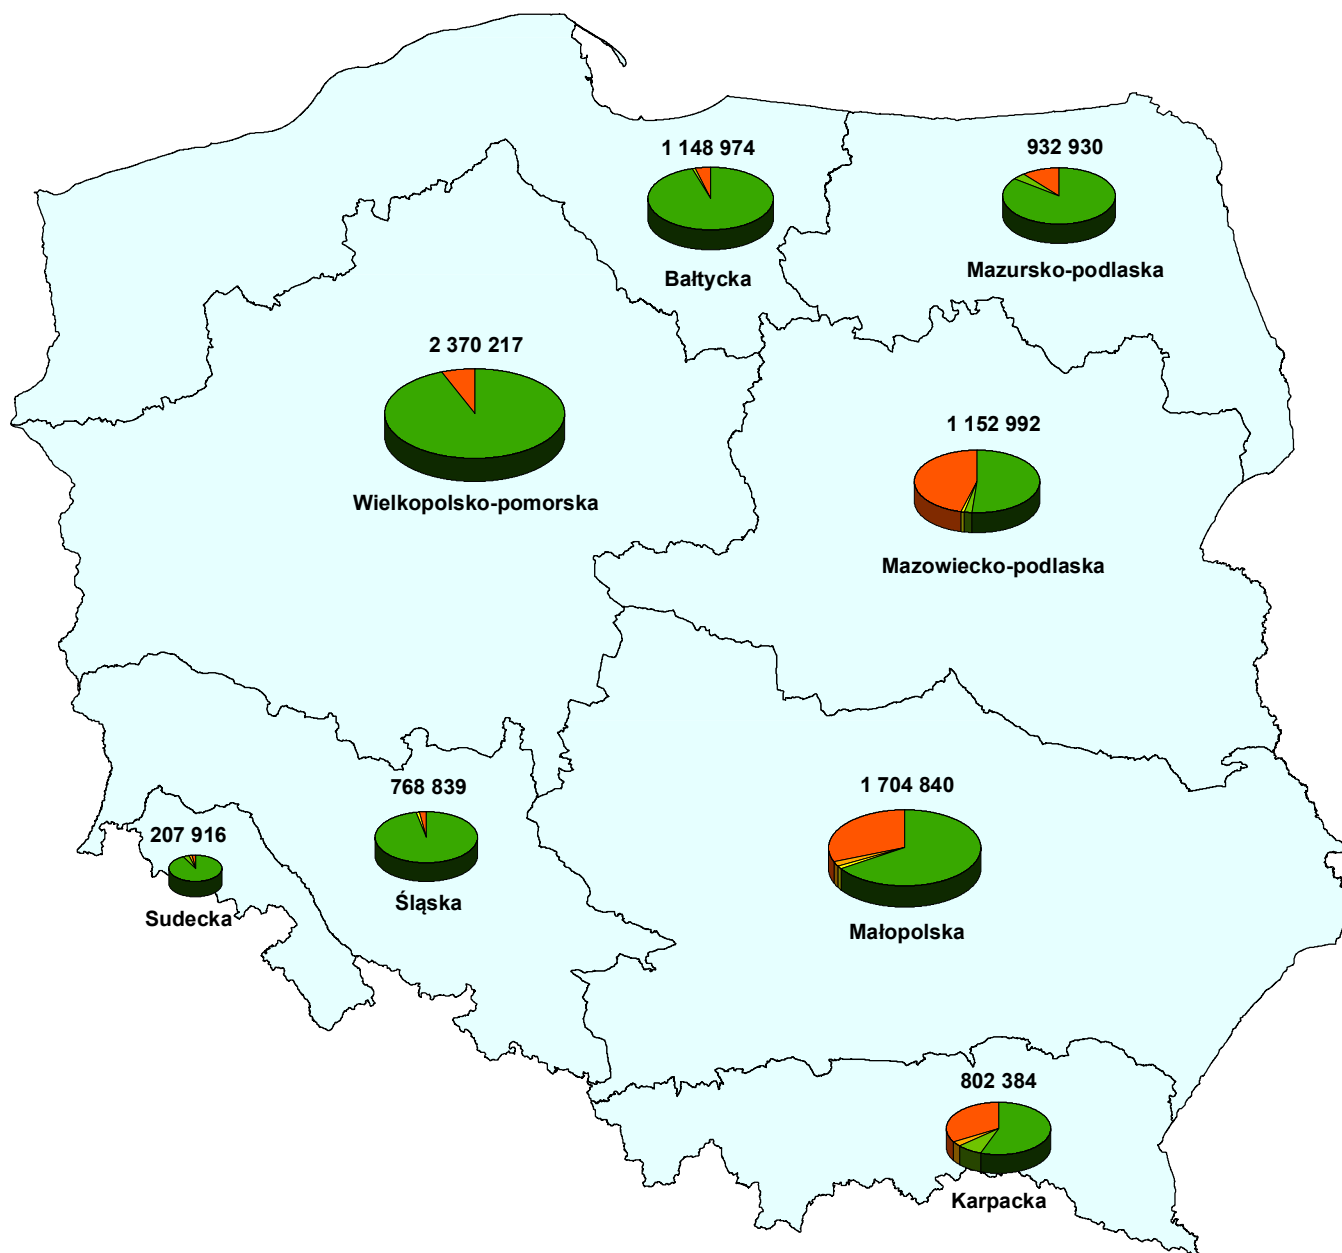 1 148 974
Bałtycka
932 930
Mazursko-podlaska
2 370 217
Wielkopolsko-pomorska
1 152 992
Mazowiecko-podlaska
768 839
Śląska
207 916
Sudecka
1 704 840
Małopolska
802 384
Karpacka